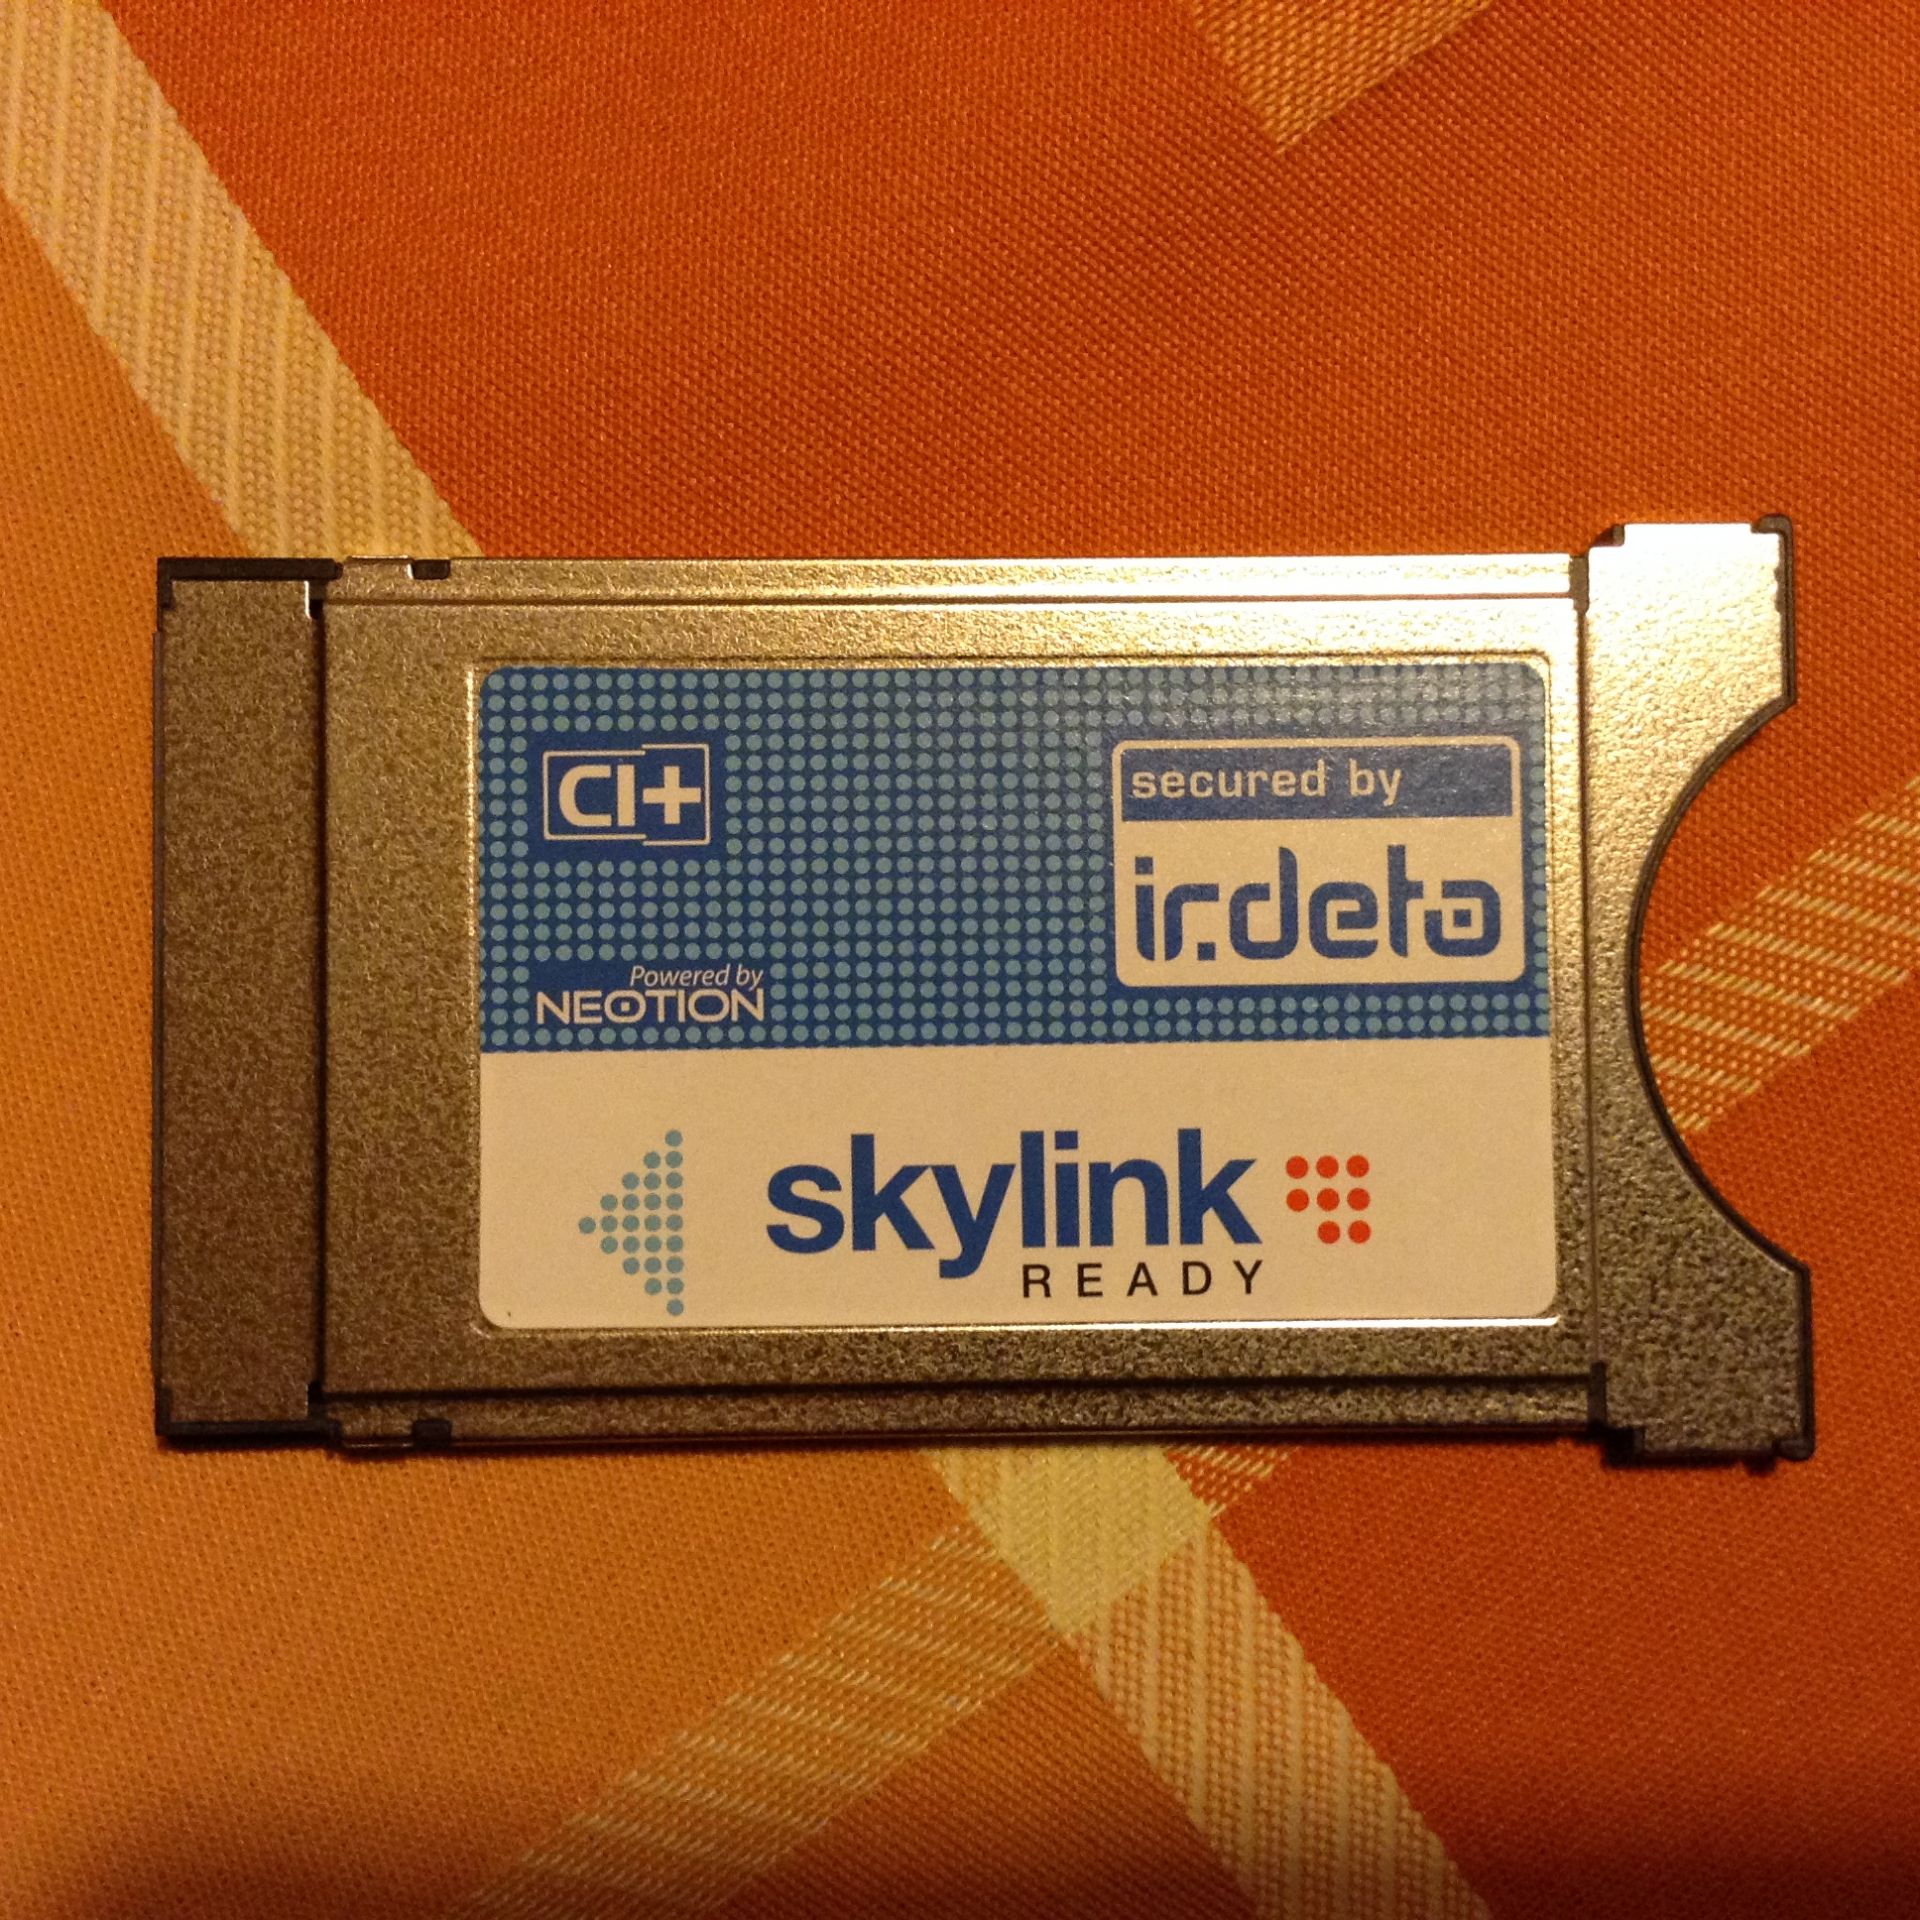 CI+
secured by
irdeto
Powered by
NEOTION
skylink
READY